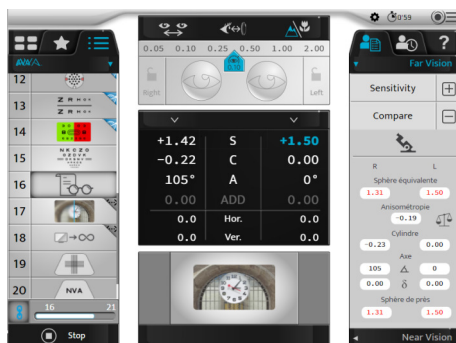 0'59
AVA/A
12
13
Z R H O V
Z R H O V
14
15
N K C Z O
R Z D V R
16
17
18
→∞
19
20 NVA
16 21
Stop
0.05 0.10 0.25 0.50 1.00 2.00
Right Left
+1.42 S +1.50
−0.22 C 0.00
105° A 0°
0.00 ADD 0.00
0.0 Hor. 0.0
0.0 Ver. 0.0
?
Far Vision
Sensitivity +
Compare −
R L
Sphère équivalente
1.31 1.50
Anisométropie
−0.19
Cylindre
−0.23 0.00
Axe
105 0
0.00 δ 0.00
Sphère de près
1.31 1.50
Near Vision